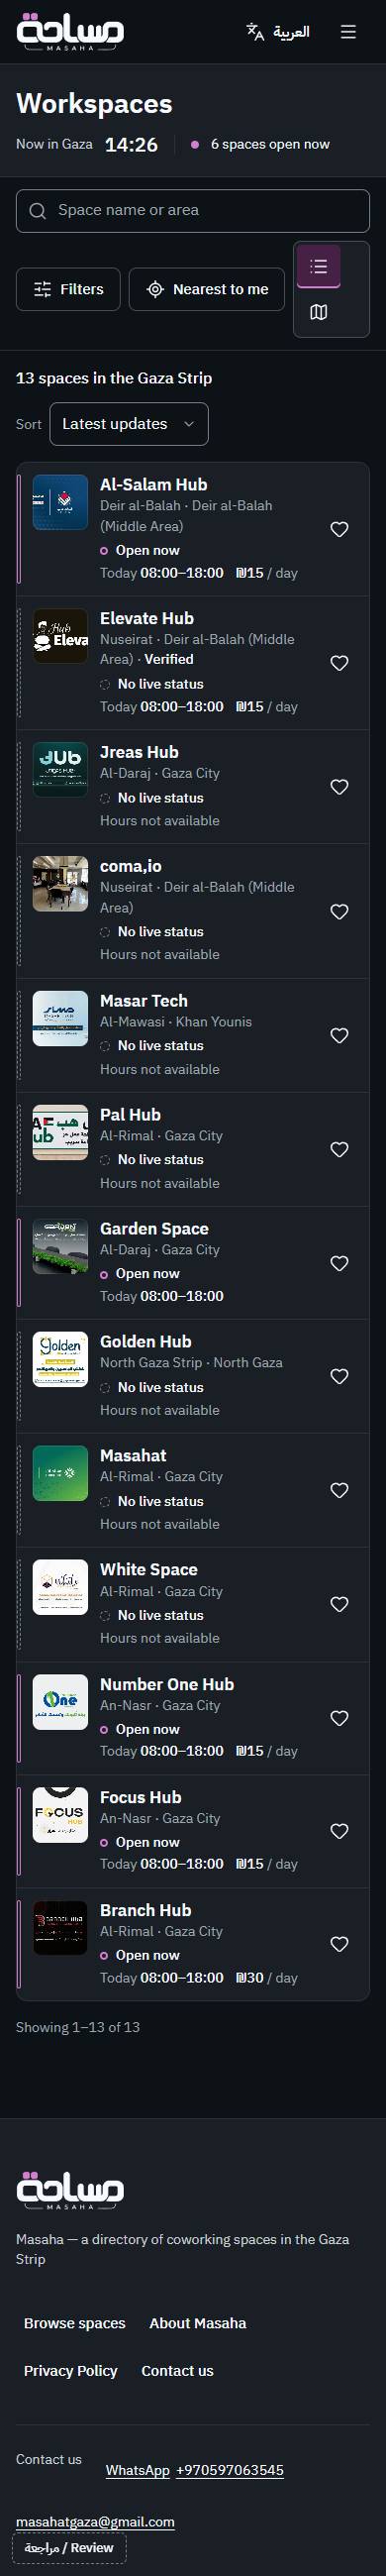 مساحة
MASAHA
العربية
Workspaces
Now in Gaza 14:26 6 spaces open now
Space name or area
Filters Nearest to me
13 spaces in the Gaza Strip
Sort Latest updates
Al-Salam Hub
Deir al-Balah · Deir al-Balah
(Middle Area)
Open now
Today 08:00–18:00 ₪15 / day
Hub
Eleva
Elevate Hub
Nuseirat · Deir al-Balah (Middle
Area) · Verified
No live status
Today 08:00–18:00 ₪15 / day
JUb
JREAS HUB
Jreas Hub
Al-Daraj · Gaza City
No live status
Hours not available
coma,io
Nuseirat · Deir al-Balah (Middle
Area)
No live status
Hours not available
مسار
Masar Tech
Al-Mawasi · Khan Younis
No live status
Hours not available
هب
ub
Pal Hub
Al-Rimal · Gaza City
No live status
Hours not available
Garden Space
Al-Daraj · Gaza City
Open now
Today 08:00–18:00
golden
Golden Hub
North Gaza Strip · North Gaza
No live status
Hours not available
Masahat
Al-Rimal · Gaza City
No live status
Hours not available
White
White Space
Al-Rimal · Gaza City
No live status
Hours not available
One
Number One Hub
An-Nasr · Gaza City
Open now
Today 08:00–18:00 ₪15 / day
FOCUS
HUB
Focus Hub
An-Nasr · Gaza City
Open now
Today 08:00–18:00 ₪15 / day
Branch Hub
Al-Rimal · Gaza City
Open now
Today 08:00–18:00 ₪30 / day
Showing 1–13 of 13
مساحة
MASAHA
Masaha — a directory of coworking spaces in the Gaza
Strip
Browse spaces About Masaha
Privacy Policy Contact us
Contact us WhatsApp +970597063545
masahatgaza@gmail.com
مراجعة / Review